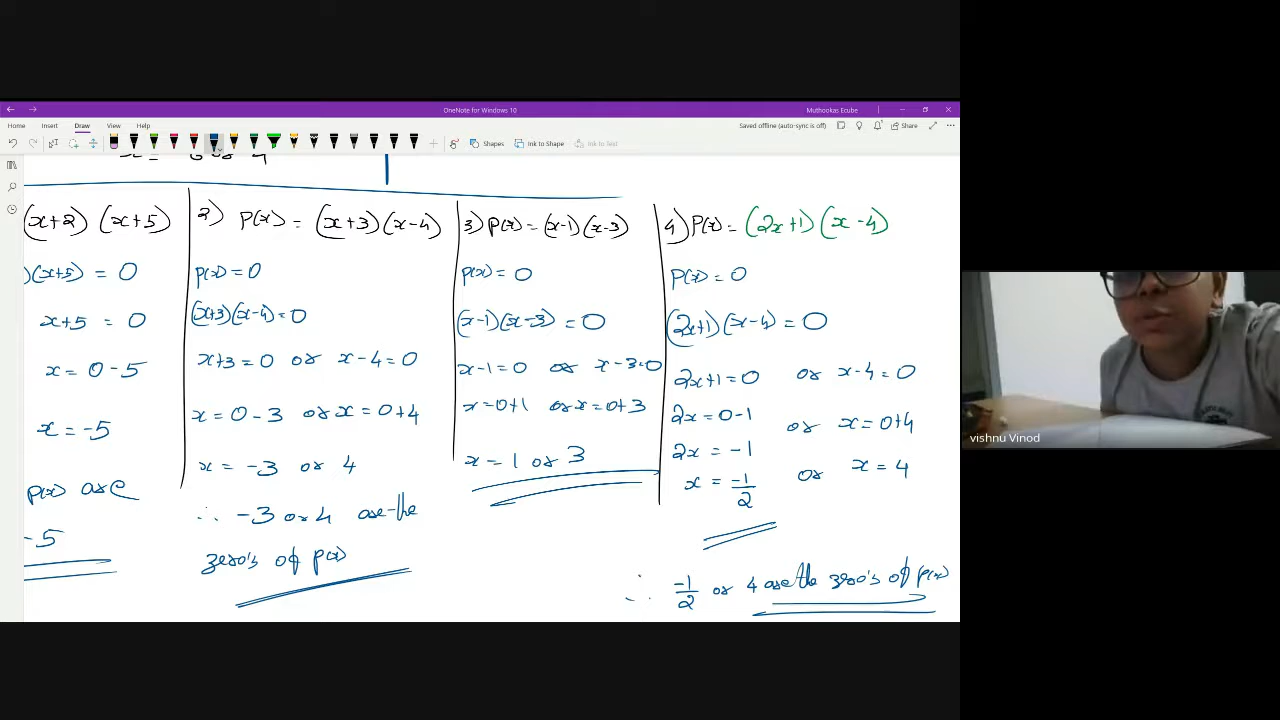 OneNote for Windows 10
Muthookas Ecube
Home Insert Draw View Help
Saved offline (auto-sync is off) Share
Shapes Ink to Shape Ink to Text
(x+2) (x+5)
)(x+5) = 0
x+5 = 0
x = 0-5
x = -5
p(x) are
-5
2) P(x) = (x+3)(x-4)
p(x) = 0
(x+3)(x-4) = 0
x+3=0 or x-4=0
x = 0-3 or x = 0+4
x = -3 or 4
∴ -3 or 4 are the
zero's of p(x)
3) P(x) = (x-1)(x-3)
p(x) = 0
(x-1)(x-3) = 0
x-1=0 or x-3=0
x=0+1 or x=0+3
x = 1 or 3
4) P(x) = (2x+1)(x-4)
P(x) = 0
(2x+1)(x-4) = 0
2x+1=0 or x-4=0
2x=0-1 or x=0+4
2x = -1
x = -1/2 or x = 4
∴ -1/2 or 4 are the zero's of p(x)
vishnu Vinod